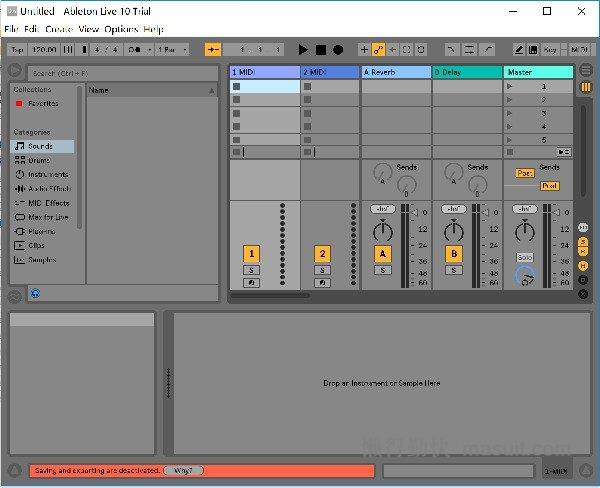 Untitled - Ableton Live 10 Trial
File Edit Create View Options Help
Tap 120.00 4 / 4 1 Bar 1. 1. 1 Key MIDI
Search (Ctrl + F)
Collections
Favorites
Categories
Sounds
Drums
Instruments
Audio Effects
MIDI Effects
Max for Live
Plug-ins
Clips
Samples
Name
1 MIDI 2 MIDI A Reverb B Delay Master
1
2
3
4
5
Sends Sends Sends
A A Post
B B Post
-Inf -Inf -Inf
0 0 0
12 12 12
24 24 24
36 36 36
48 48 48
60 60 60
1 2 A B Solo
S S S S
Drop an Instrument or Sample Here
懒得勤快 masuit.com
Saving and exporting are deactivated. Why?
1-MIDI